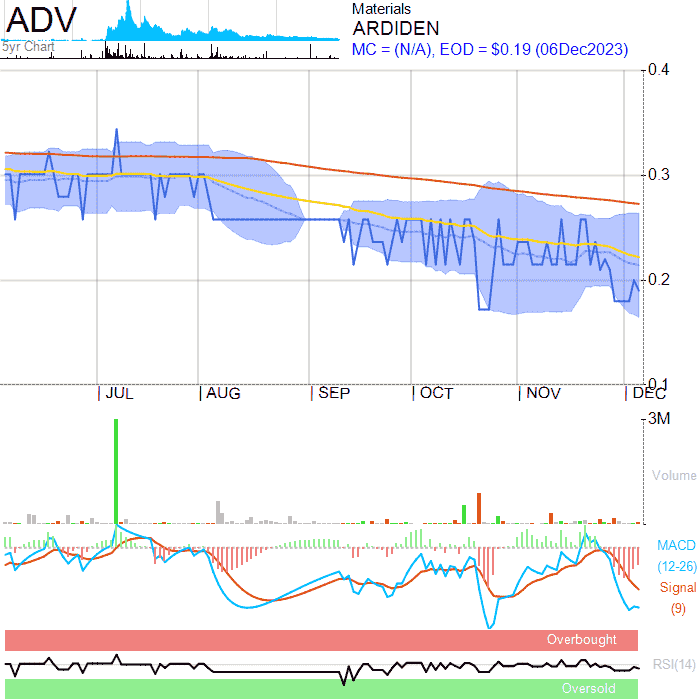 ADV
5yr Chart
Materials
ARDIDEN
MC = (N/A), EOD = $0.19 (06Dec2023)
0.4
0.3
0.2
0.1
JUL AUG SEP OCT NOV DEC
3M
Volume
MACD
(12-26)
Signal
(9)
Overbought
RSI(14)
Oversold